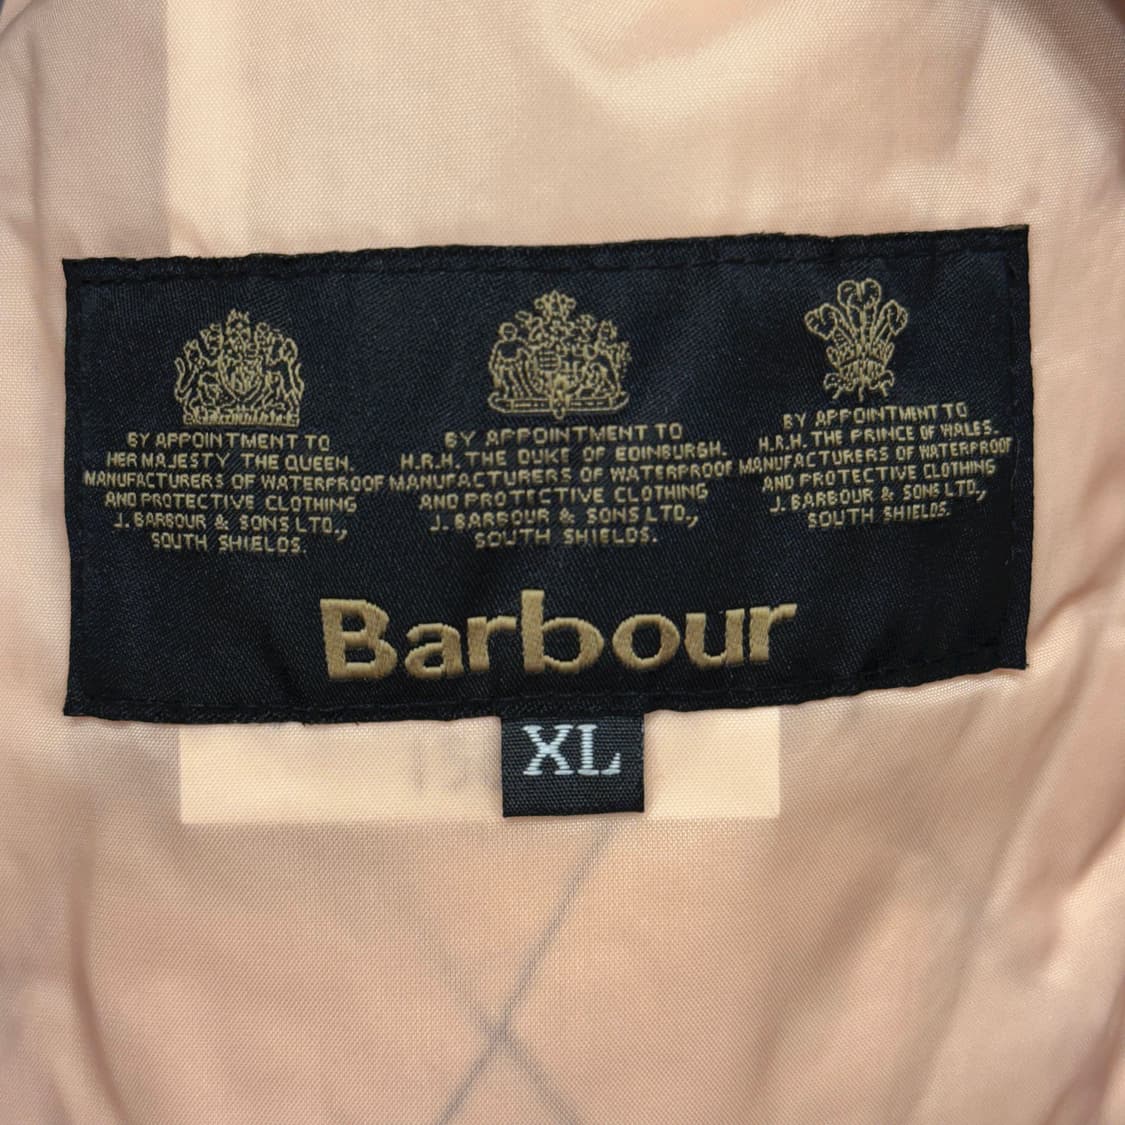 BY APPOINTMENT TO
HER MAJESTY THE QUEEN.
MANUFACTURERS OF WATERPROOF
AND PROTECTIVE CLOTHING
J. BARBOUR & SONS LTD.,
SOUTH SHIELDS.
BY APPOINTMENT TO
H.R.H. THE DUKE OF EDINBURGH.
MANUFACTURERS OF WATERPROOF
AND PROTECTIVE CLOTHING
J. BARBOUR & SONS LTD.,
SOUTH SHIELDS.
BY APPOINTMENT TO
H.R.H. THE PRINCE OF WALES.
MANUFACTURERS OF WATERPROOF
AND PROTECTIVE CLOTHING
J. BARBOUR & SONS LTD.,
SOUTH SHIELDS.
Barbour
XL